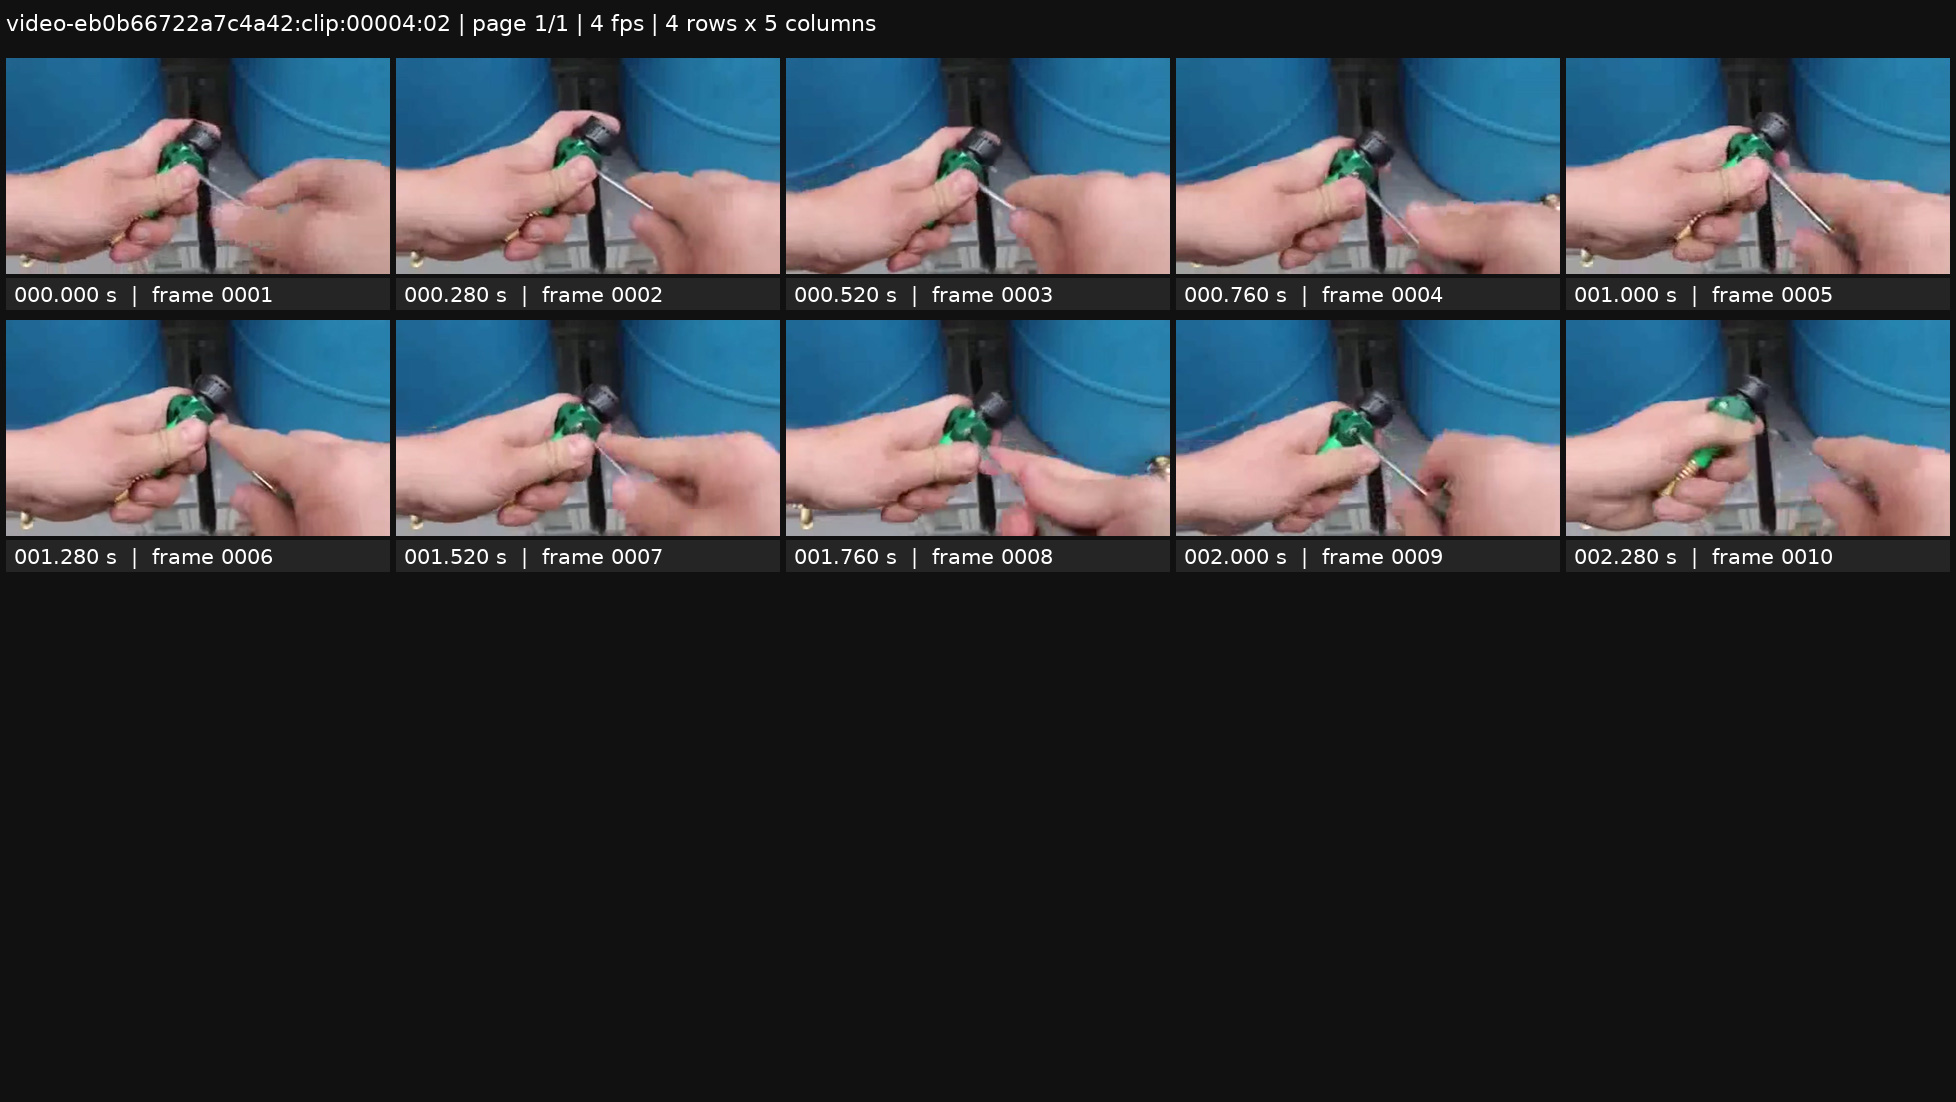 video-eb0b66722a7c4a42:clip:00004:02 | page 1/1 | 4 fps | 4 rows x 5 columns
000.000 s | frame 0001
000.280 s | frame 0002
000.520 s | frame 0003
000.760 s | frame 0004
001.000 s | frame 0005
001.280 s | frame 0006
001.520 s | frame 0007
001.760 s | frame 0008
002.000 s | frame 0009
002.280 s | frame 0010